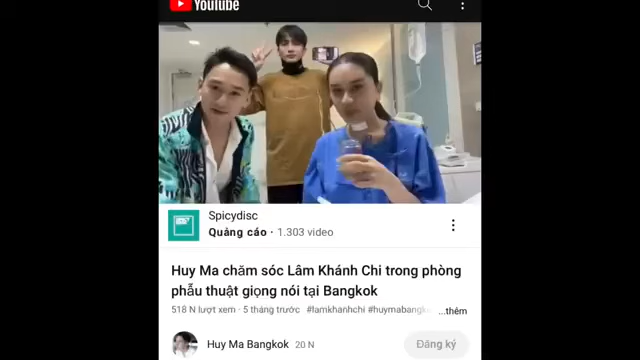 YouTube
Spicydisc
Quảng cáo · 1.303 video
Huy Ma chăm sóc Lâm Khánh Chi trong phòng
phẫu thuật giọng nói tại Bangkok
518 N lượt xem · 5 tháng trước #lamkhanhchi #huymabangk ...thêm
Huy Ma Bangkok 20 N
Đăng ký